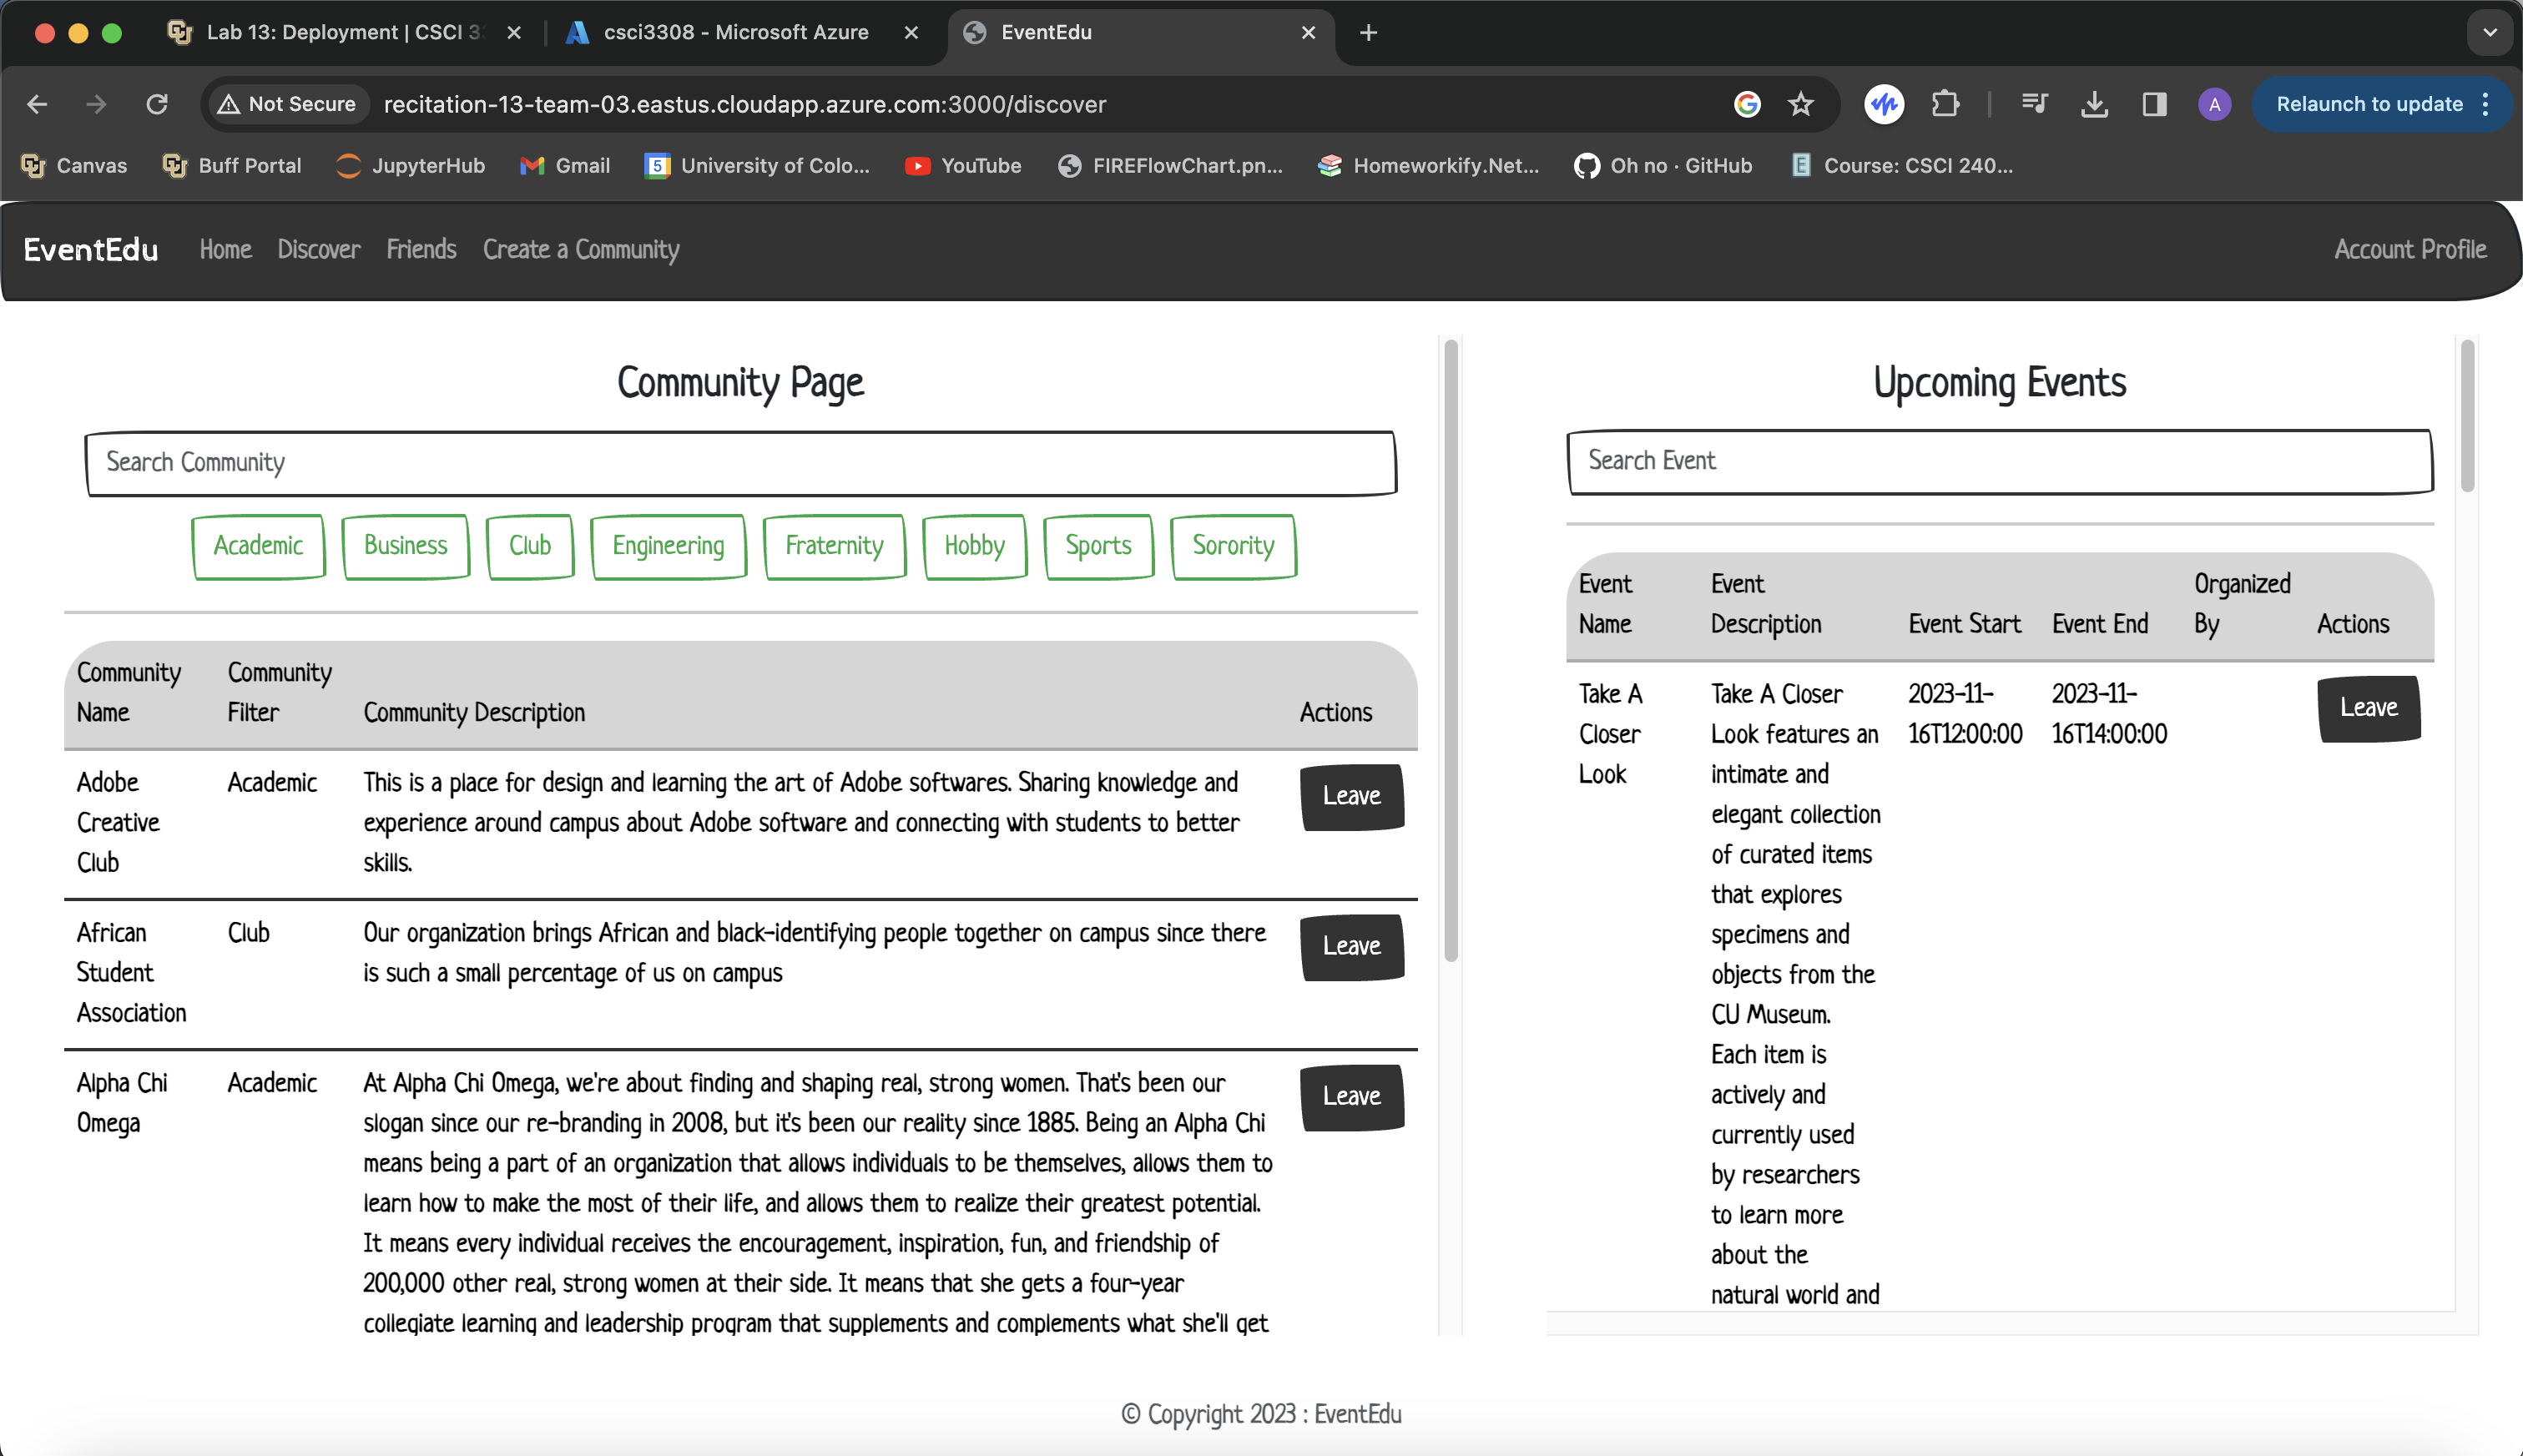 Lab 13: Deployment | CSCI 3
csci3308 - Microsoft Azure
EventEdu
Not Secure
recitation-13-team-03.eastus.cloudapp.azure.com:3000/discover
A
Relaunch to update
Canvas
Buff Portal
JupyterHub
Gmail
5
University of Colo...
YouTube
FIREFlowChart.pn...
Homeworkify.Net...
Oh no · GitHub
E
Course: CSCI 240...
EventEdu
Home
Discover
Friends
Create a Community
Account Profile
Community Page
Search Community
Academic
Business
Club
Engineering
Fraternity
Hobby
Sports
Sorority
Community
Name
Community
Filter
Community Description
Actions
Adobe
Creative
Club
Academic
This is a place for design and learning the art of Adobe softwares. Sharing knowledge and
experience around campus about Adobe software and connecting with students to better
skills.
Leave
African
Student
Association
Club
Our organization brings African and black-identifying people together on campus since there
is such a small percentage of us on campus
Leave
Alpha Chi
Omega
Academic
At Alpha Chi Omega, we're about finding and shaping real, strong women. That's been our
slogan since our re-branding in 2008, but it's been our reality since 1885. Being an Alpha Chi
means being a part of an organization that allows individuals to be themselves, allows them to
learn how to make the most of their life, and allows them to realize their greatest potential.
It means every individual receives the encouragement, inspiration, fun, and friendship of
200,000 other real, strong women at their side. It means that she gets a four-year
collegiate learning and leadership program that supplements and complements what she'll get
Leave
Upcoming Events
Search Event
Event
Name
Event
Description
Event Start
Event End
Organized
By
Actions
Take A
Closer
Look
Take A Closer
Look features an
intimate and
elegant collection
of curated items
that explores
specimens and
objects from the
CU Museum.
Each item is
actively and
currently used
by researchers
to learn more
about the
natural world and
2023-11-
16T12:00:00
2023-11-
16T14:00:00
Leave
© Copyright 2023 : EventEdu